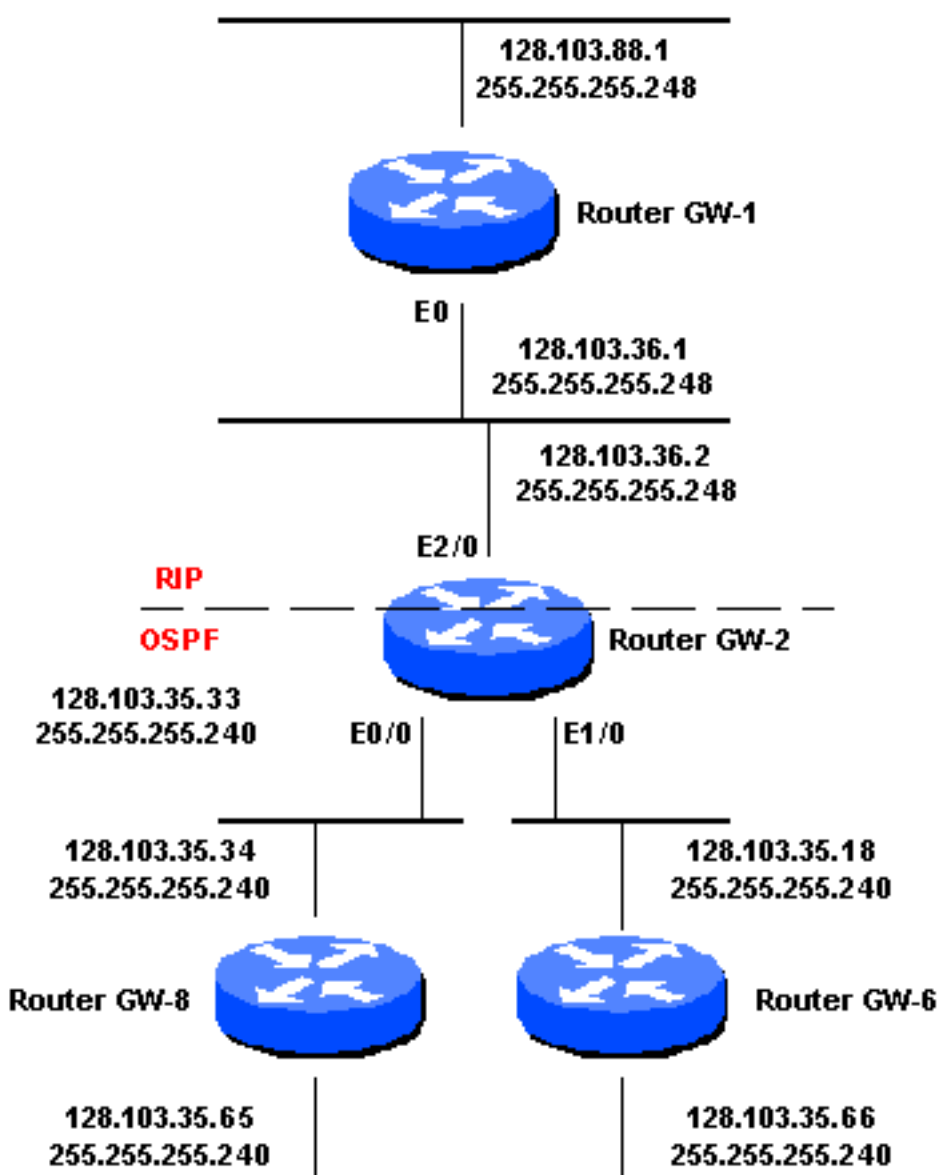 128.103.88.1
255.255.255.248
Router GW-1
E0
128.103.36.1
255.255.255.248
128.103.36.2
255.255.255.248
E2/0
RIP
OSPF
Router GW-2
128.103.35.33
255.255.255.240
E0/0
E1/0
128.103.35.34
255.255.255.240
128.103.35.18
255.255.255.240
Router GW-8
Router GW-6
128.103.35.65
255.255.255.240
128.103.35.66
255.255.255.240